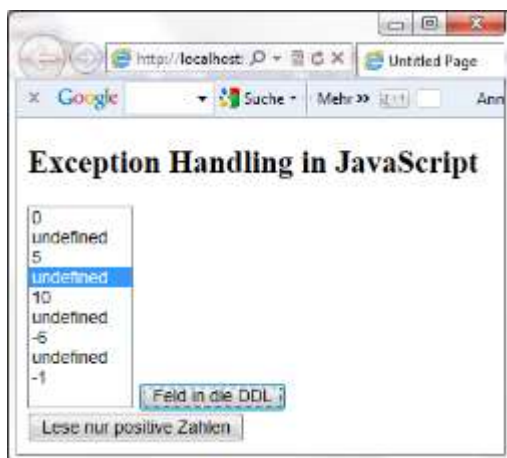 http://localhost:
Untitled Page
Google
Suche
Mehr »
Ann
Exception Handling in JavaScript
0
undefined
5
undefined
10
undefined
-6
undefined
-1
Feld in die DDL
Lese nur positive Zahlen